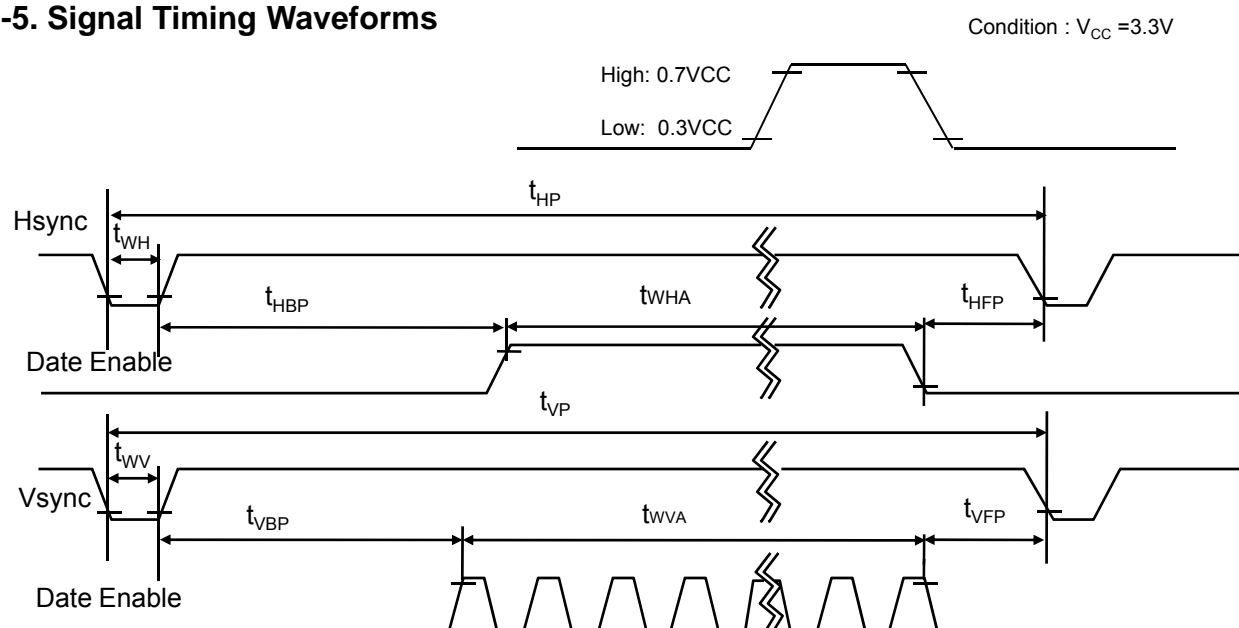 -5. Signal Timing Waveforms
Condition : VCC =3.3V
High: 0.7VCC
Low: 0.3VCC
tHP
Hsync
tWH
tHBP
tWHA
tHFP
Date Enable
tVP
tWV
Vsync
tVBP
tWVA
tVFP
Date Enable